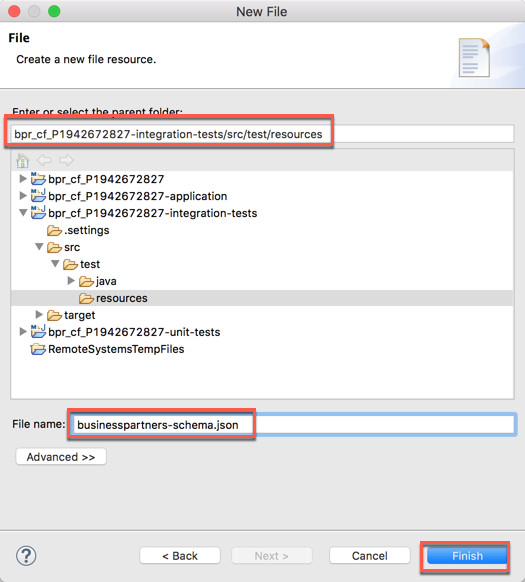 New File
File
Create a new file resource.
Enter or select the parent folder:
bpr_cf_P1942672827-integration-tests/src/test/resources
bpr_cf_P1942672827
bpr_cf_P1942672827-application
bpr_cf_P1942672827-integration-tests
.settings
src
test
java
resources
target
bpr_cf_P1942672827-unit-tests
RemoteSystemsTempFiles
File name: businesspartners-schema.json
Advanced >>
? < Back Next > Cancel Finish